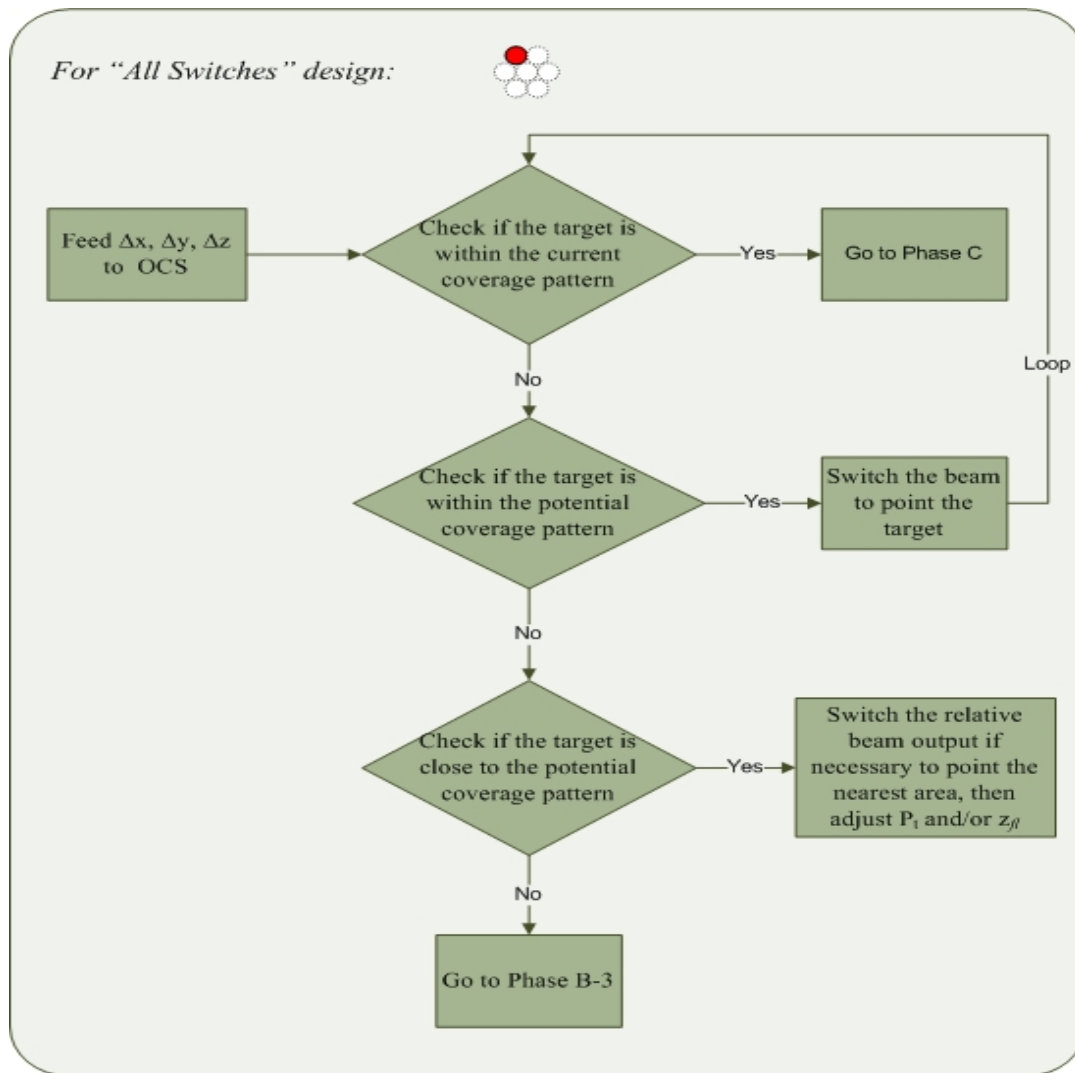 For “All Switches” design:
Feed Δx, Δy, Δz
to OCS
Check if the target is
within the current
coverage pattern
Yes
Go to Phase C
No
Loop
Check if the target is
within the potential
coverage pattern
Yes
Switch the beam
to point the
target
No
Check if the target is
close to the potential
coverage pattern
Yes
Switch the relative
beam output if
necessary to point the
nearest area, then
adjust Pt and/or zfl
No
Go to Phase B-3